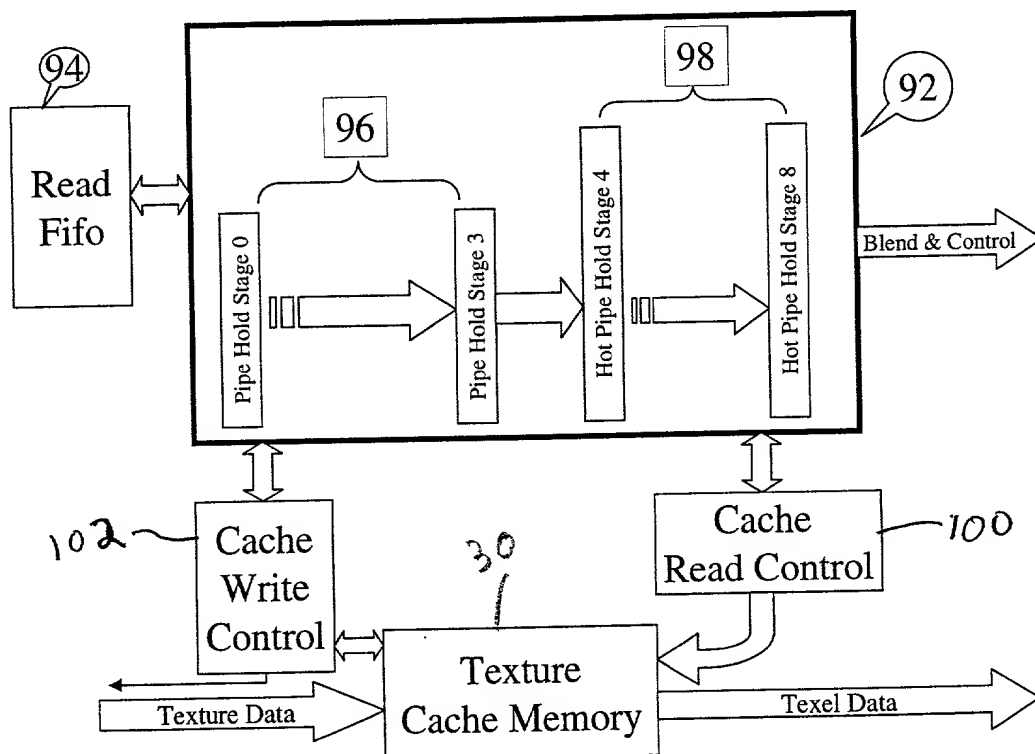 94
Read
Fifo
96
98
92
Pipe Hold Stage 0
Pipe Hold Stage 3
Hot Pipe Hold Stage 4
Hot Pipe Hold Stage 8
Blend & Control
102
Cache
Write
Control
30
Cache
Read Control
100
Texture Data
Texture
Cache Memory
Texel Data